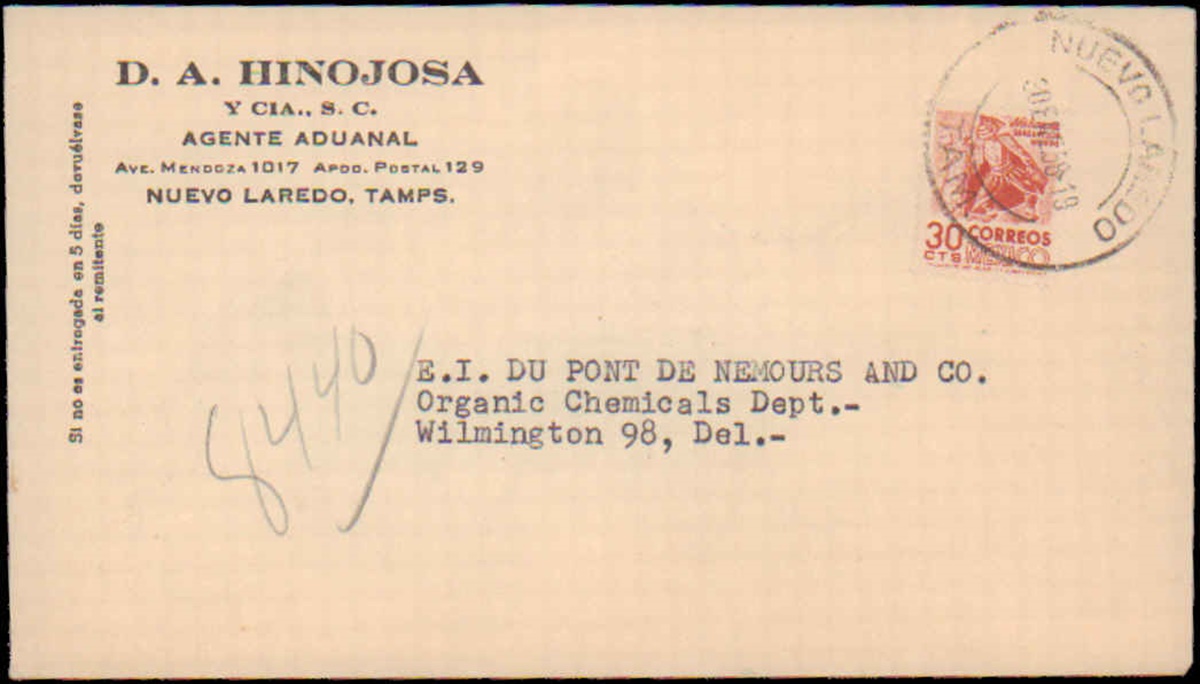 D. A. HINOJOSA
Y CIA., S. C.
AGENTE ADUANAL
AVE. MENDOZA 1017 APDO. POSTAL 129
NUEVO LAREDO, TAMPS.
Si no es entregada en 5 dias, devuélvase
al remitente
NUEVO LAREDO
TAM
30 CORREOS
CTS MEXICO
8440/
E.I. DU PONT DE NEMOURS AND CO.
Organic Chemicals Dept.-
Wilmington 98, Del.-